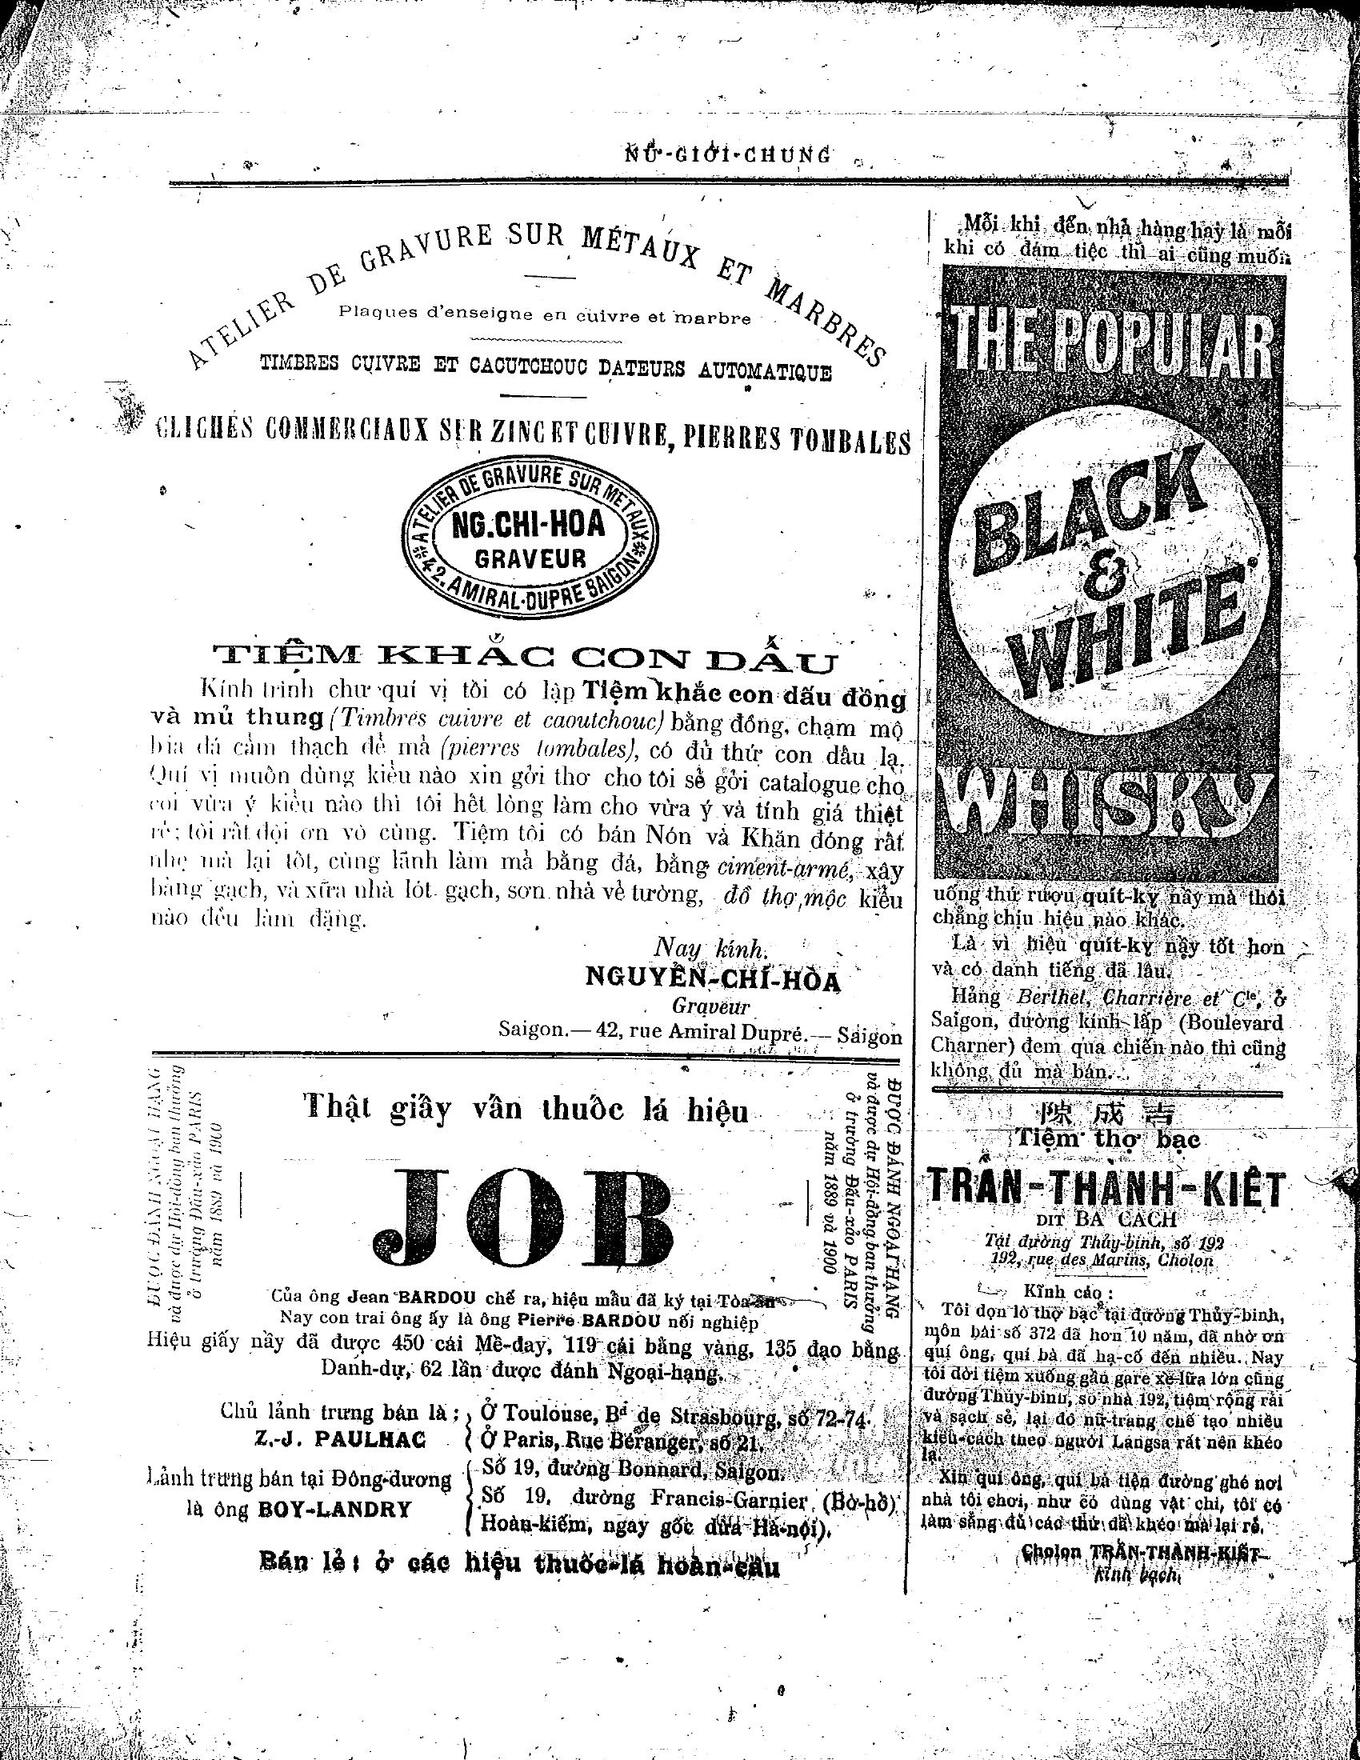 NỮ-GIỚI-CHUNG
ATELIER DE GRAVURE SUR MÉTAUX ET MARBRES
Plaques d'enseigne en cuivre et marbre
TIMBRES CUIVRE ET CAOUTCHOUC DATEURS AUTOMATIQUE
CLICHÉS COMMERCIAUX SUR ZINC ET CUIVRE, PIERRES TOMBALES
ATELIER DE GRAVURE SUR METAUX
NG.CHI-HOA
GRAVEUR
42. AMIRAL-DUPRÉ SAIGON
TIỆM KHẮC CON DẤU
Kính trình chư quí vị tôi có lập Tiệm khắc con dấu đồng
và mủ thung (Timbres cuivre et caoutchouc) bằng đồng, chạm mộ
bia đá cẩm thạch đề mả (pierres tombales), có đủ thứ con dấu lạ.
Quí vị muốn dùng kiểu nào xin gởi thơ cho tôi sẽ gởi catalogue cho
coi vừa ý kiểu nào thì tôi hết lòng làm cho vừa ý và tính giá thiệt
rẻ; tôi rất đội ơn vô cùng. Tiệm tôi có bán Nón và Khăn đóng rất
nhẹ mà lại tốt, cùng lãnh làm mả bằng đá, bằng ciment-armé, xây
bằng gạch, và xửa nhà lót gạch, sơn nhà vẽ tường, đồ thợ mộc kiểu
nào đều làm đặng.
Nay kính.
NGUYỄN-CHÍ-HÒA
Graveur
Saigon.— 42, rue Amiral Dupré.— Saigon
ĐƯỢC ĐÁNH NGOẠI HẠNG
và được dự Hội-đồng ban thưởng
ở trường Đấu-xảo PARIS
năm 1889 và 1900
Thật giấy vấn thuốc lá hiệu
JOB
ĐƯỢC ĐÁNH NGOẠI HẠNG
và được dự Hội-đồng ban thưởng
ở trường Đấu-xảo PARIS
năm 1889 và 1900
Của ông Jean BARDOU chế ra, hiệu mẫu đã ký tại Tòa-án
Nay con trai ông ấy là ông Pierre BARDOU nối nghiệp
Hiệu giấy nầy đã được 450 cái Mề-đay, 119 cái bằng vàng, 135 đạo bằng
Danh-dự, 62 lần được đánh Ngoại-hạng.
Chủ lảnh trưng bán là:
Z.-J. PAULHAC
Ở Toulouse, Bd de Strasbourg, số 72-74.
Ở Paris, Rue Béranger, số 21.
Lảnh trưng bán tại Đông-dương
là ông BOY-LANDRY
Số 19, đường Bonnard, Saigon.
Số 19, đường Francis-Garnier (Bờ-hồ)
Hoàn-kiếm, ngay gốc dừa Hà-nội).
Bán lẻ: ở các hiệu thuốc-lá hoàn-cầu
Mỗi khi đến nhà hàng hay là mỗi
khi có đám tiệc thì ai cũng muốn
THE POPULAR
BLACK
&
WHITE
WHISKY
uống thứ rượu quít-ky nầy mà thôi
chẳng chịu hiệu nào khác.
Là vì hiệu quít-ky nầy tốt hơn
và có danh tiếng đã lâu.
Hảng Berthet, Charrière et Cie, ở
Saigon, đường kinh lấp (Boulevard
Charner) đem qua chiến nào thì cũng
không đủ mà bán...
陳成吉
Tiệm thợ bạc
TRẦN-THÀNH-KIẾT
DIT BA CACH
Tại đường Thủy-binh, số 192
192, rue des Marins, Cholon
Kính cáo:
Tôi dọn lò thợ bạc tại đường Thủy-binh,
môn bài số 372 đã hơn 10 năm, đã nhờ ơn
quí ông, quí bà đã hạ-cố đến nhiều. Nay
tôi dời tiệm xuống gần gare xe-lửa lớn cũng
đường Thủy-binh, số nhà 192, tiệm rộng rãi
và sạch sẽ, lại đồ nữ-trang chế tạo nhiều
kiểu-cách theo người Langsa rất nên khéo
lạ.
Xin quí ông, quí bà tiện đường ghé nơi
nhà tôi chơi, như có dùng vật chi, tôi có
làm sẵng đủ các thứ đã khéo mà lại rẻ.
Cholon TRẦN-THÀNH-KIẾT
kính bạch.